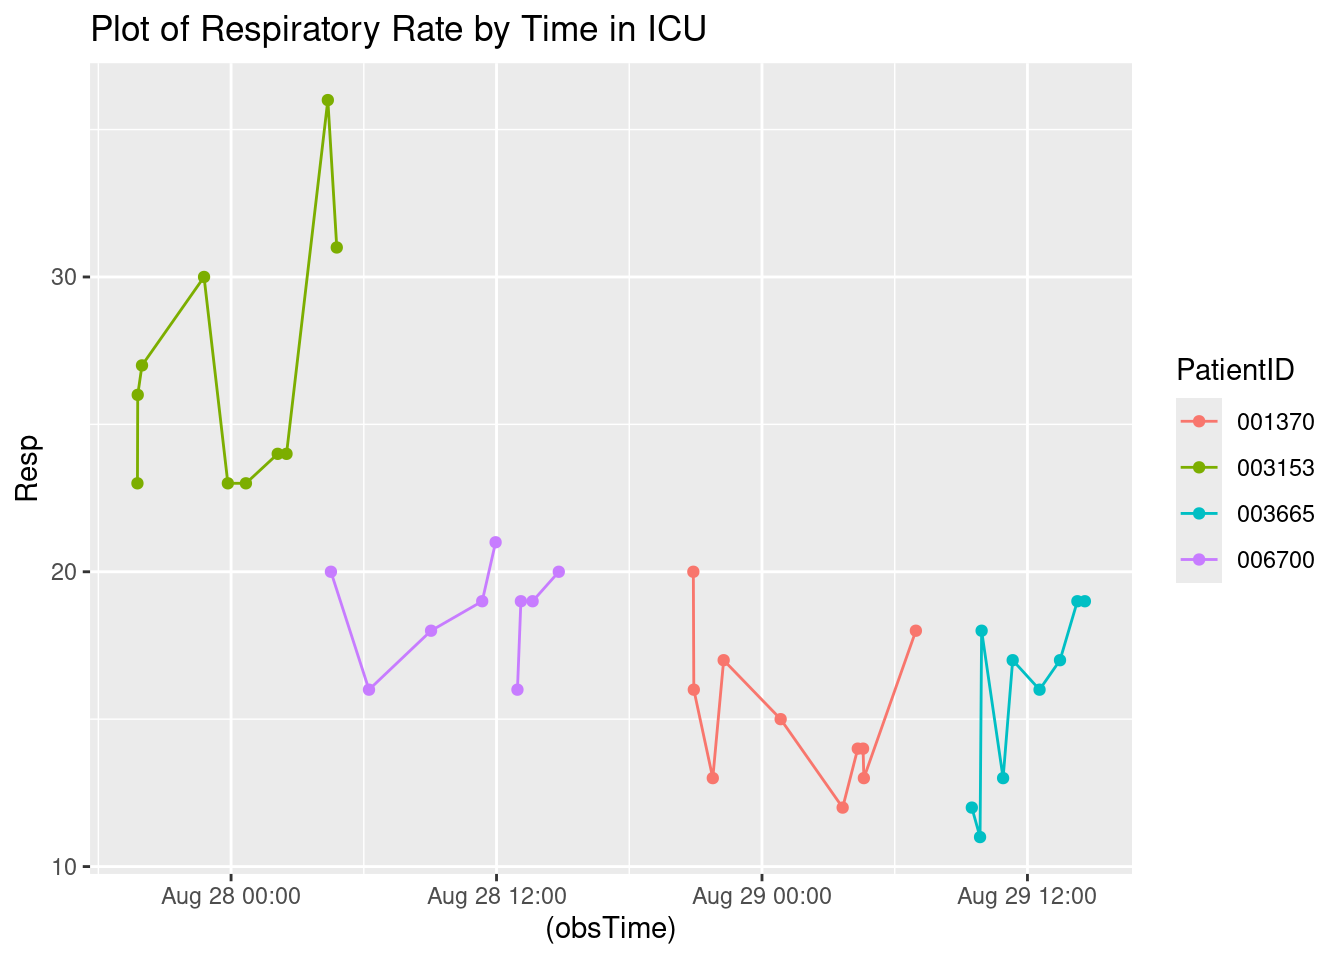 Plot of Respiratory Rate by Time in ICU
Resp
30
20
10
Aug 28 00:00
Aug 28 12:00
Aug 29 00:00
Aug 29 12:00
(obsTime)
PatientID
001370
003153
003665
006700